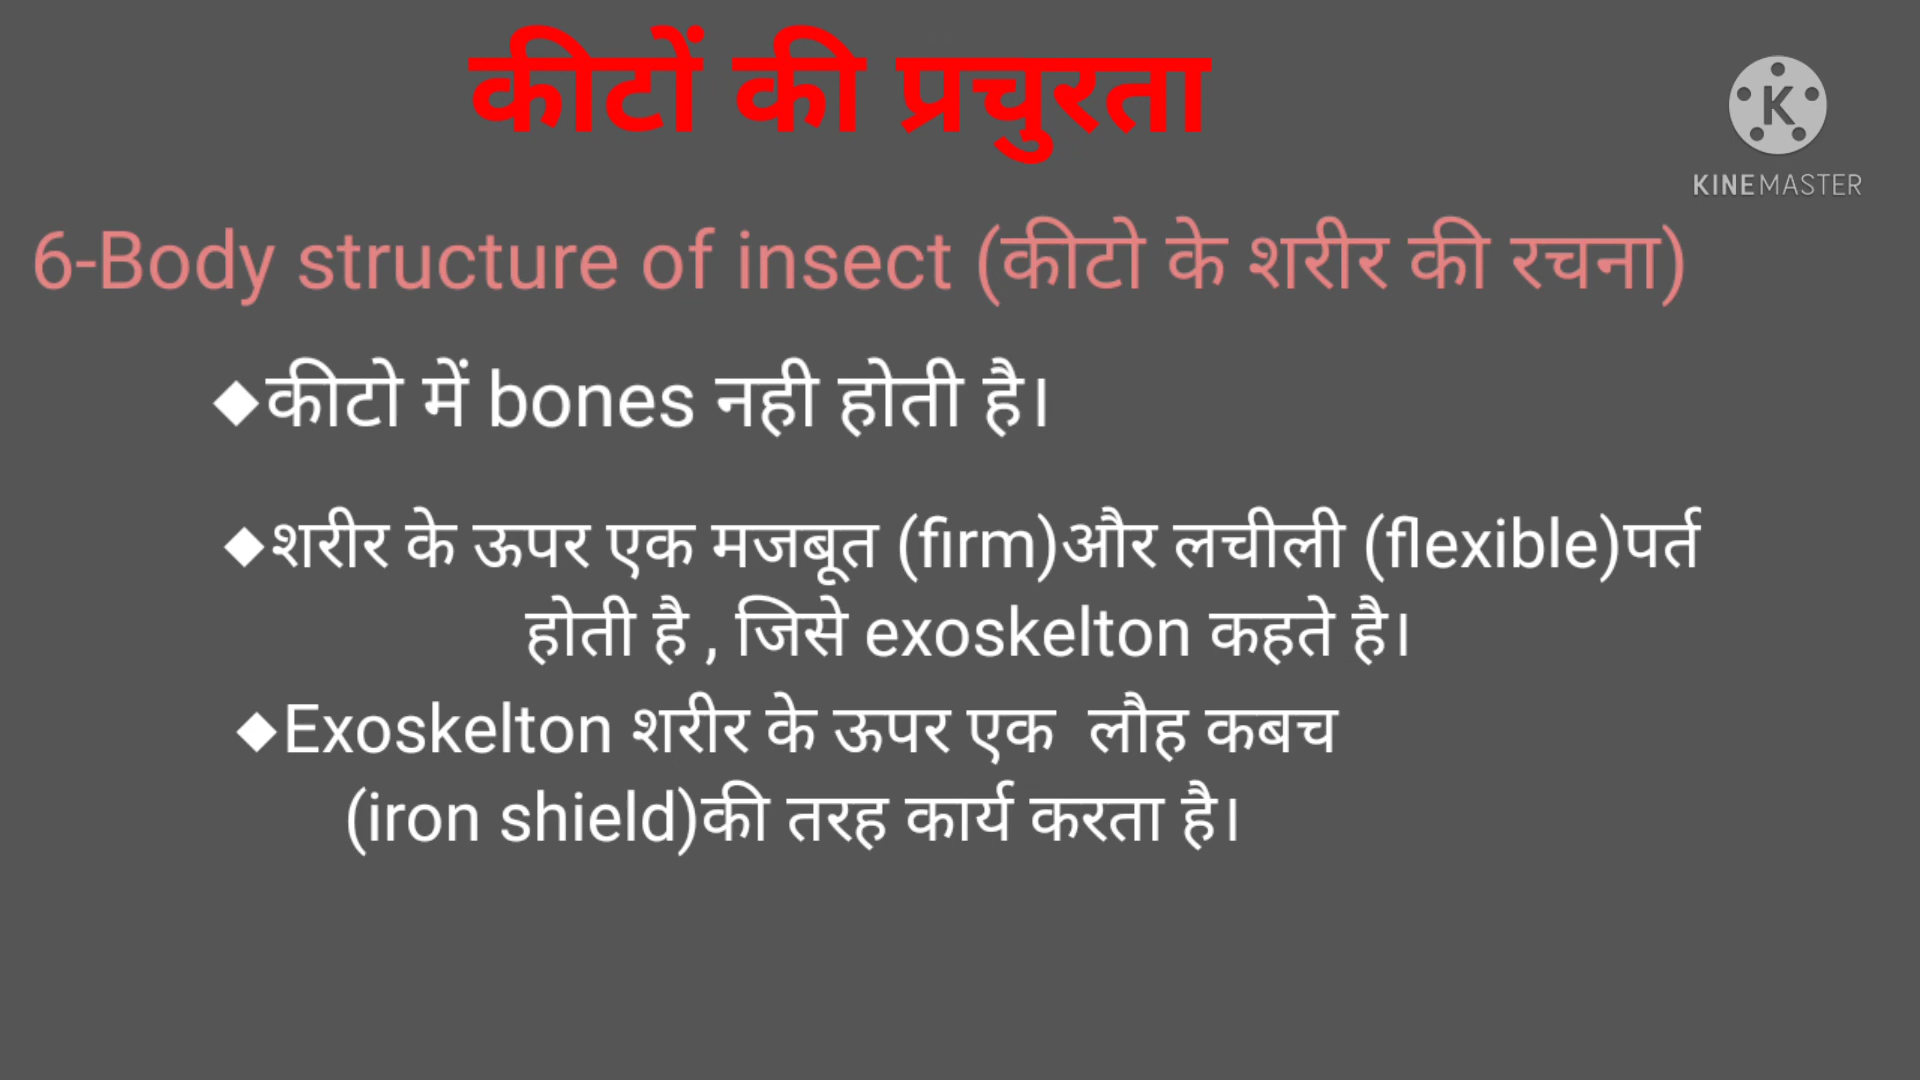 कीटों की प्रचुरता
K
KINEMASTER
6-Body structure of insect (कीटो के शरीर की रचना)
◆कीटो में bones नही होती है।
◆शरीर के ऊपर एक मजबूत (firm)और लचीली (flexible)पर्त
होती है , जिसे exoskelton कहते है।
◆Exoskelton शरीर के ऊपर एक लौह कबच
(iron shield)की तरह कार्य करता है।